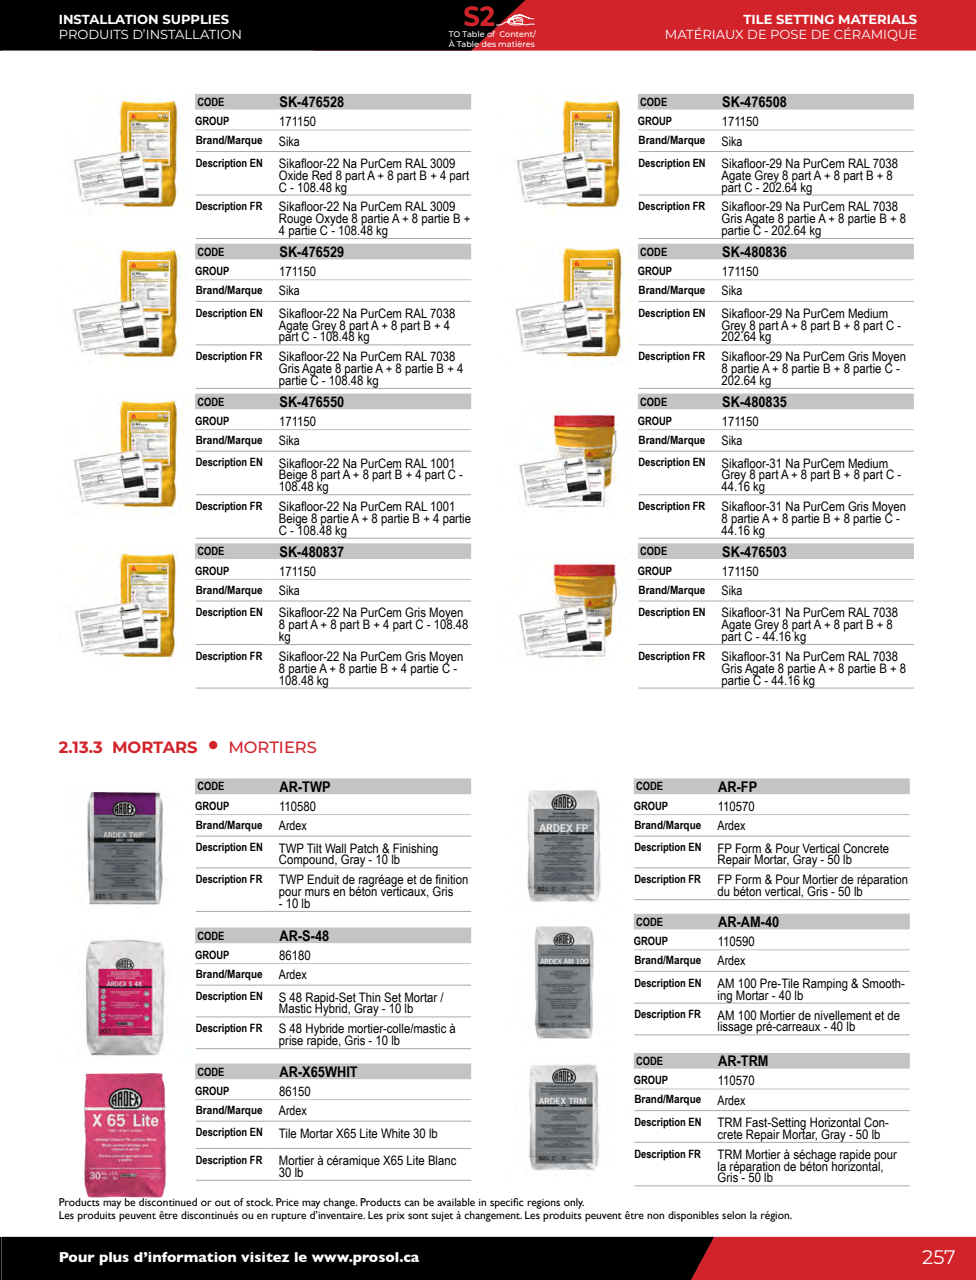 INSTALLATION SUPPLIES
PRODUITS D'INSTALLATION
S2
TO Table of Content/
À Table des matières
TILE SETTING MATERIALS
MATÉRIAUX DE POSE DE CÉRAMIQUE
CODE SK-476528
GROUP 171150
Brand/Marque Sika
Description EN Sikafloor-22 Na PurCem RAL 3009
Oxide Red 8 part A + 8 part B + 4 part
C - 108.48 kg
Description FR Sikafloor-22 Na PurCem RAL 3009
Rouge Oxyde 8 partie A + 8 partie B +
4 partie C - 108.48 kg
CODE SK-476529
GROUP 171150
Brand/Marque Sika
Description EN Sikafloor-22 Na PurCem RAL 7038
Agate Grey 8 part A + 8 part B + 4
part C - 108.48 kg
Description FR Sikafloor-22 Na PurCem RAL 7038
Gris Agate 8 partie A + 8 partie B + 4
partie C - 108.48 kg
CODE SK-476550
GROUP 171150
Brand/Marque Sika
Description EN Sikafloor-22 Na PurCem RAL 1001
Beige 8 part A + 8 part B + 4 part C -
108.48 kg
Description FR Sikafloor-22 Na PurCem RAL 1001
Beige 8 partie A + 8 partie B + 4 partie
C - 108.48 kg
CODE SK-480837
GROUP 171150
Brand/Marque Sika
Description EN Sikafloor-22 Na PurCem Gris Moyen
8 part A + 8 part B + 4 part C - 108.48
kg
Description FR Sikafloor-22 Na PurCem Gris Moyen
8 partie A + 8 partie B + 4 partie C -
108.48 kg
CODE SK-476508
GROUP 171150
Brand/Marque Sika
Description EN Sikafloor-29 Na PurCem RAL 7038
Agate Grey 8 part A + 8 part B + 8
part C - 202.64 kg
Description FR Sikafloor-29 Na PurCem RAL 7038
Gris Agate 8 partie A + 8 partie B + 8
partie C - 202.64 kg
CODE SK-480836
GROUP 171150
Brand/Marque Sika
Description EN Sikafloor-29 Na PurCem Medium
Grey 8 part A + 8 part B + 8 part C -
202.64 kg
Description FR Sikafloor-29 Na PurCem Gris Moyen
8 partie A + 8 partie B + 8 partie C -
202.64 kg
CODE SK-480835
GROUP 171150
Brand/Marque Sika
Description EN Sikafloor-31 Na PurCem Medium
Grey 8 part A + 8 part B + 8 part C -
44.16 kg
Description FR Sikafloor-31 Na PurCem Gris Moyen
8 partie A + 8 partie B + 8 partie C -
44.16 kg
CODE SK-476503
GROUP 171150
Brand/Marque Sika
Description EN Sikafloor-31 Na PurCem RAL 7038
Agate Grey 8 part A + 8 part B + 8
part C - 44.16 kg
Description FR Sikafloor-31 Na PurCem RAL 7038
Gris Agate 8 partie A + 8 partie B + 8
partie C - 44.16 kg
2.13.3 MORTARS • MORTIERS
ARDEX
ARDEX TWP
CODE AR-TWP
GROUP 110580
Brand/Marque Ardex
Description EN TWP Tilt Wall Patch & Finishing
Compound, Gray - 10 lb
Description FR TWP Enduit de ragréage et de finition
pour murs en béton verticaux, Gris
- 10 lb
ARDEX
ARDEX S 48
CODE AR-S-48
GROUP 86180
Brand/Marque Ardex
Description EN S 48 Rapid-Set Thin Set Mortar /
Mastic Hybrid, Gray - 10 lb
Description FR S 48 Hybride mortier-colle/mastic à
prise rapide, Gris - 10 lb
ARDEX
X 65 Lite
30
CODE AR-X65WHIT
GROUP 86150
Brand/Marque Ardex
Description EN Tile Mortar X65 Lite White 30 lb
Description FR Mortier à céramique X65 Lite Blanc
30 lb
ARDEX
ARDEX FP
CODE AR-FP
GROUP 110570
Brand/Marque Ardex
Description EN FP Form & Pour Vertical Concrete
Repair Mortar, Gray - 50 lb
Description FR FP Form & Pour Mortier de réparation
du béton vertical, Gris - 50 lb
ARDEX
ARDEX AM 100
CODE AR-AM-40
GROUP 110590
Brand/Marque Ardex
Description EN AM 100 Pre-Tile Ramping & Smooth-
ing Mortar - 40 lb
Description FR AM 100 Mortier de nivellement et de
lissage pré-carreaux - 40 lb
ARDEX
ARDEX TRM
CODE AR-TRM
GROUP 110570
Brand/Marque Ardex
Description EN TRM Fast-Setting Horizontal Con-
crete Repair Mortar, Gray - 50 lb
Description FR TRM Mortier à séchage rapide pour
la réparation de béton horizontal,
Gris - 50 lb
Products may be discontinued or out of stock. Price may change. Products can be available in specific regions only.
Les produits peuvent être discontinués ou en rupture d'inventaire. Les prix sont sujet à changement. Les produits peuvent être non disponibles selon la région.
Pour plus d'information visitez le www.prosol.ca
257